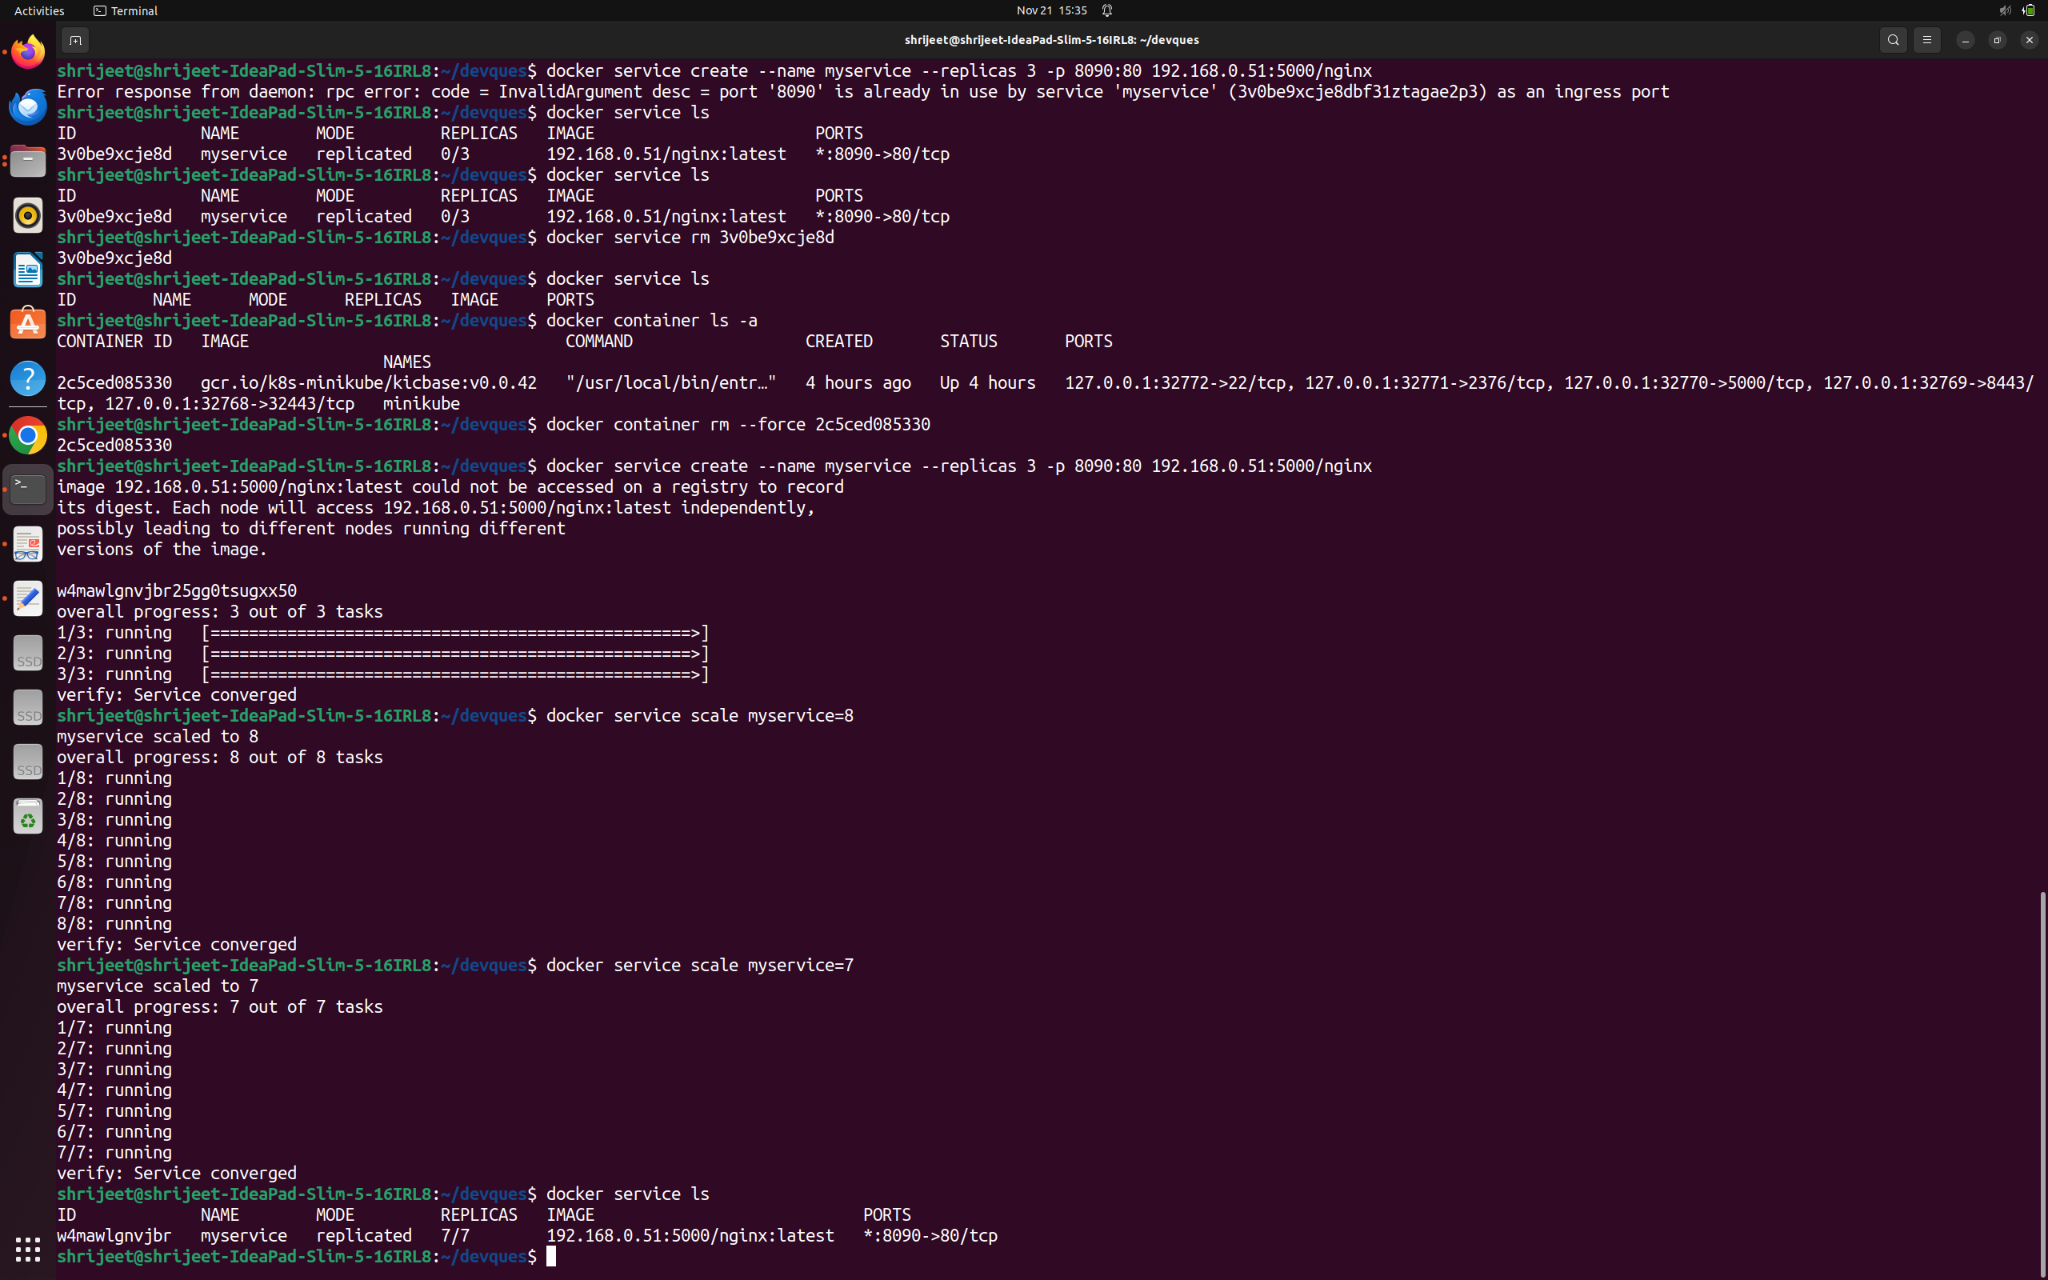 Activities Terminal Nov 21 15:35
shrijeet@shrijeet-IdeaPad-Slim-5-16IRL8: ~/devques
shrijeet@shrijeet-IdeaPad-Slim-5-16IRL8:~/devques$ docker service create --name myservice --replicas 3 -p 8090:80 192.168.0.51:5000/nginx
Error response from daemon: rpc error: code = InvalidArgument desc = port '8090' is already in use by service 'myservice' (3v0be9xcje8dbf31ztagae2p3) as an ingress port
shrijeet@shrijeet-IdeaPad-Slim-5-16IRL8:~/devques$ docker service ls
ID NAME MODE REPLICAS IMAGE PORTS
3v0be9xcje8d myservice replicated 0/3 192.168.0.51/nginx:latest *:8090->80/tcp
shrijeet@shrijeet-IdeaPad-Slim-5-16IRL8:~/devques$ docker service ls
ID NAME MODE REPLICAS IMAGE PORTS
3v0be9xcje8d myservice replicated 0/3 192.168.0.51/nginx:latest *:8090->80/tcp
shrijeet@shrijeet-IdeaPad-Slim-5-16IRL8:~/devques$ docker service rm 3v0be9xcje8d
3v0be9xcje8d
shrijeet@shrijeet-IdeaPad-Slim-5-16IRL8:~/devques$ docker service ls
ID NAME MODE REPLICAS IMAGE PORTS
shrijeet@shrijeet-IdeaPad-Slim-5-16IRL8:~/devques$ docker container ls -a
CONTAINER ID IMAGE COMMAND CREATED STATUS PORTS
NAMES
2c5ced085330 gcr.io/k8s-minikube/kicbase:v0.0.42 "/usr/local/bin/entr…" 4 hours ago Up 4 hours 127.0.0.1:32772->22/tcp, 127.0.0.1:32771->2376/tcp, 127.0.0.1:32770->5000/tcp, 127.0.0.1:32769->8443/
tcp, 127.0.0.1:32768->32443/tcp minikube
shrijeet@shrijeet-IdeaPad-Slim-5-16IRL8:~/devques$ docker container rm --force 2c5ced085330
2c5ced085330
shrijeet@shrijeet-IdeaPad-Slim-5-16IRL8:~/devques$ docker service create --name myservice --replicas 3 -p 8090:80 192.168.0.51:5000/nginx
image 192.168.0.51:5000/nginx:latest could not be accessed on a registry to record
its digest. Each node will access 192.168.0.51:5000/nginx:latest independently,
possibly leading to different nodes running different
versions of the image.
w4mawlgnvjbr25gg0tsugxx50
overall progress: 3 out of 3 tasks
1/3: running [==================================================>]
2/3: running [==================================================>]
3/3: running [==================================================>]
verify: Service converged
shrijeet@shrijeet-IdeaPad-Slim-5-16IRL8:~/devques$ docker service scale myservice=8
myservice scaled to 8
overall progress: 8 out of 8 tasks
1/8: running
2/8: running
3/8: running
4/8: running
5/8: running
6/8: running
7/8: running
8/8: running
verify: Service converged
shrijeet@shrijeet-IdeaPad-Slim-5-16IRL8:~/devques$ docker service scale myservice=7
myservice scaled to 7
overall progress: 7 out of 7 tasks
1/7: running
2/7: running
3/7: running
4/7: running
5/7: running
6/7: running
7/7: running
verify: Service converged
shrijeet@shrijeet-IdeaPad-Slim-5-16IRL8:~/devques$ docker service ls
ID NAME MODE REPLICAS IMAGE PORTS
w4mawlgnvjbr myservice replicated 7/7 192.168.0.51:5000/nginx:latest *:8090->80/tcp
shrijeet@shrijeet-IdeaPad-Slim-5-16IRL8:~/devques$
SSD
SSD
SSD